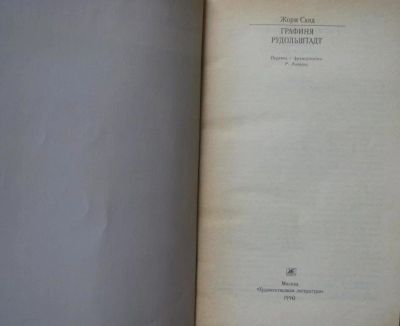 Жорж Санд
ГРАФИНЯ
РУДОЛЬШТАДТ
Перевод с французского
Москва
«Художественная литература»
1990